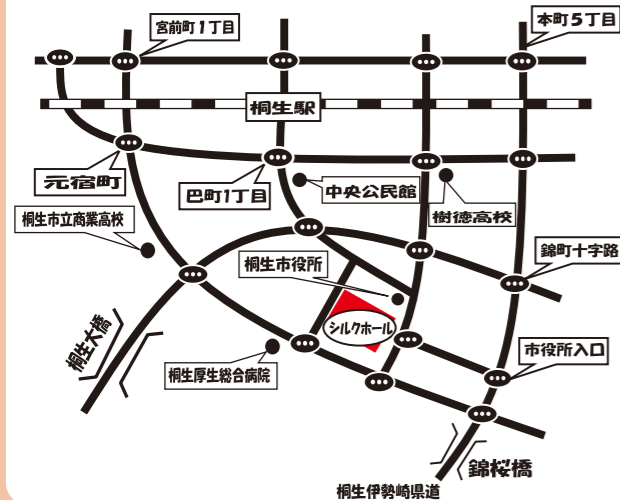 宮前町1丁目
本町5丁目
桐生駅
元宿町
巴町1丁目
中央公民館
樹徳高校
桐生市立商業高校
桐生市役所
錦町十字路
シルクホール
桐生大橋
市役所入口
桐生厚生総合病院
錦桜橋
桐生伊勢崎県道